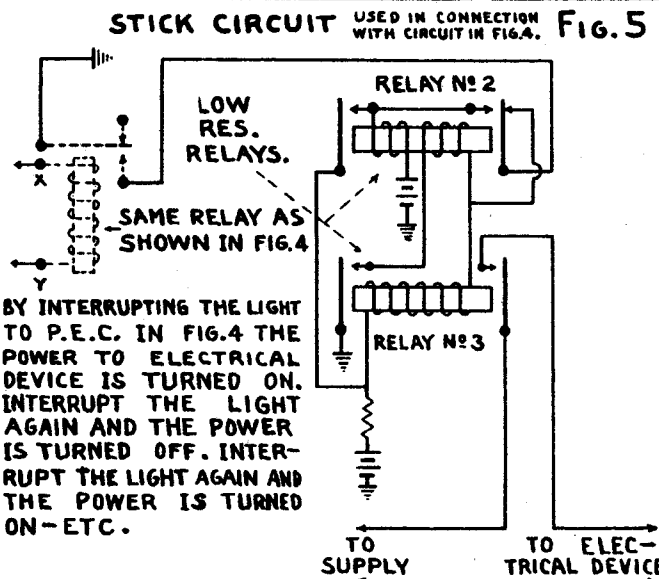 STICK CIRCUIT
USED IN CONNECTION
WITH CIRCUIT IN FIG.4.
FIG.5
RELAY Nº 2
LOW
RES.
RELAYS.
X
SAME RELAY AS
SHOWN IN FIG.4
Y
BY INTERRUPTING THE LIGHT
TO P.E.C. IN FIG.4 THE
POWER TO ELECTRICAL
DEVICE IS TURNED ON.
INTERRUPT THE LIGHT
AGAIN AND THE POWER
IS TURNED OFF. INTER-
RUPT THE LIGHT AGAIN AND
THE POWER IS TURNED
ON-ETC.
RELAY Nº 3
TO
SUPPLY
TO ELEC-
TRICAL DEVICE